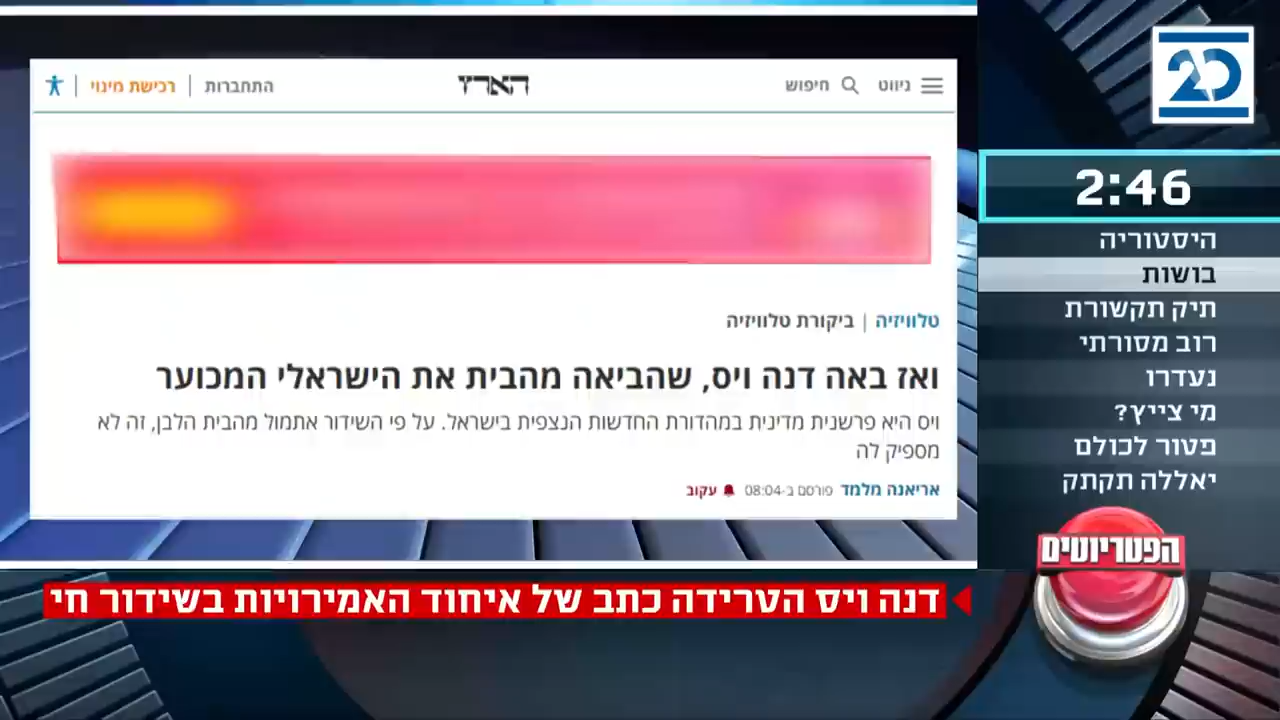 ניווט
חיפוש
הארץ
התחברות
רכישת מינוי
טלוויזיה | ביקורת טלוויזיה
ואז באה דנה ויס, שהביאה מהבית את הישראלי המכוער
ויס היא פרשנית מדינית במהדורת החדשות הנצפית בישראל. על פי השידור אתמול מהבית הלבן, זה לא
מספיק לה
אריאנה מלמד פורסם ב-08:04 עקוב
20
2:46
היסטוריה
בושות
תיק תקשורת
רוב מסורתי
נעדרו
מי צייץ?
פטור לכולם
יאללה תקתק
הפטריוטים
דנה ויס הטרידה כתב של איחוד האמירויות בשידור חי